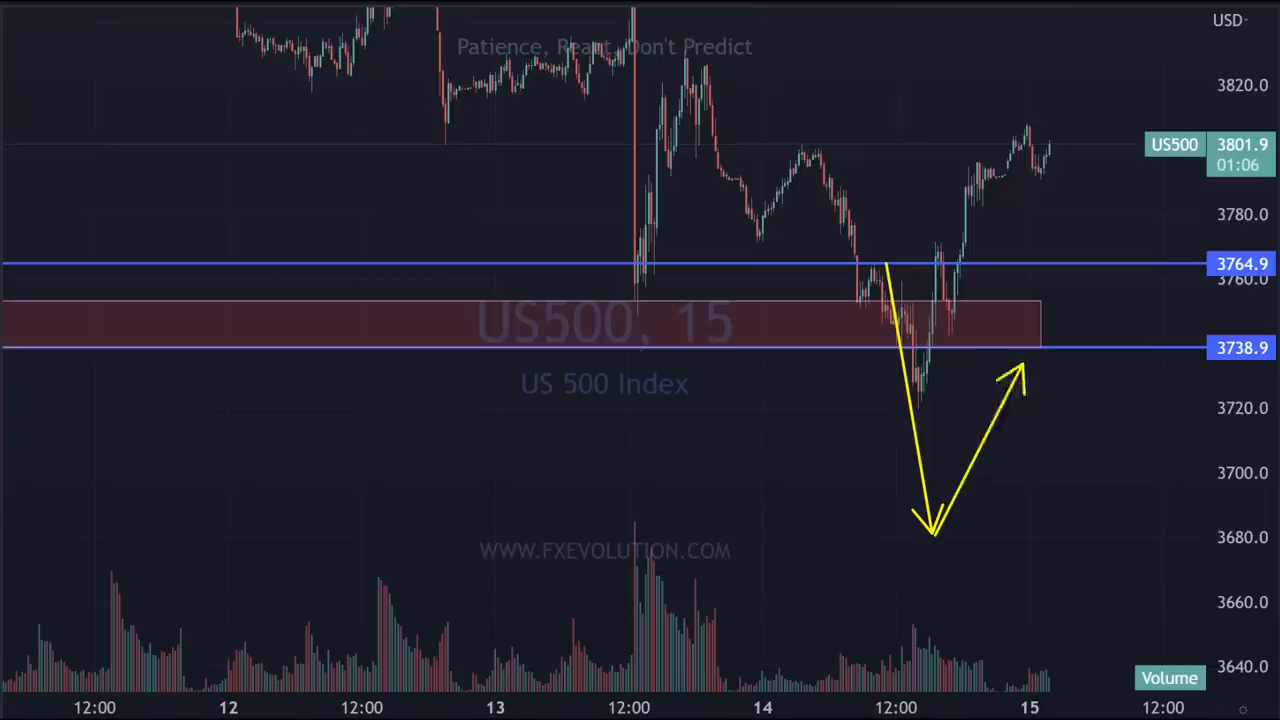 USD
Patience, React, Don't Predict
3820.0
US500 3801.9
01:06
3780.0
3764.9
3760.0
US500, 15
3738.9
US 500 Index
3720.0
3700.0
WWW.FXEVOLUTION.COM
3680.0
3660.0
3640.0
Volume
12:00 12 12:00 13 12:00 14 12:00 15 12:00